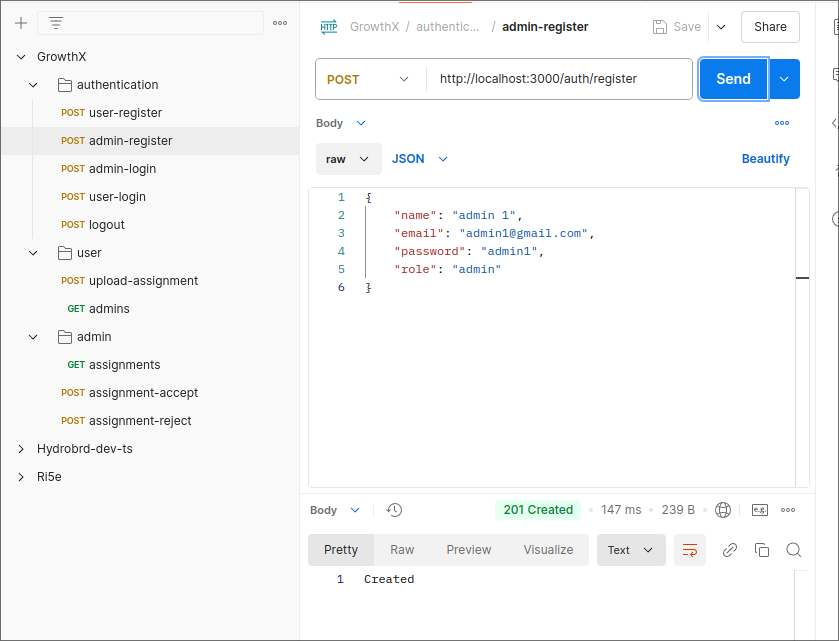 GrowthX
authentication
POST user-register
POST admin-register
POST admin-login
POST user-login
POST logout
user
POST upload-assignment
GET admins
admin
GET assignments
POST assignment-accept
POST assignment-reject
Hydrobrd-dev-ts
Ri5e
HTTP GrowthX / authentic... / admin-register Save Share
POST http://localhost:3000/auth/register Send
Body
raw JSON Beautify
1 {
2 "name": "admin 1",
3 "email": "admin1@gmail.com",
4 "password": "admin1",
5 "role": "admin"
6 }
Body 201 Created • 147 ms • 239 B • e.g.
Pretty Raw Preview Visualize Text
1 Created